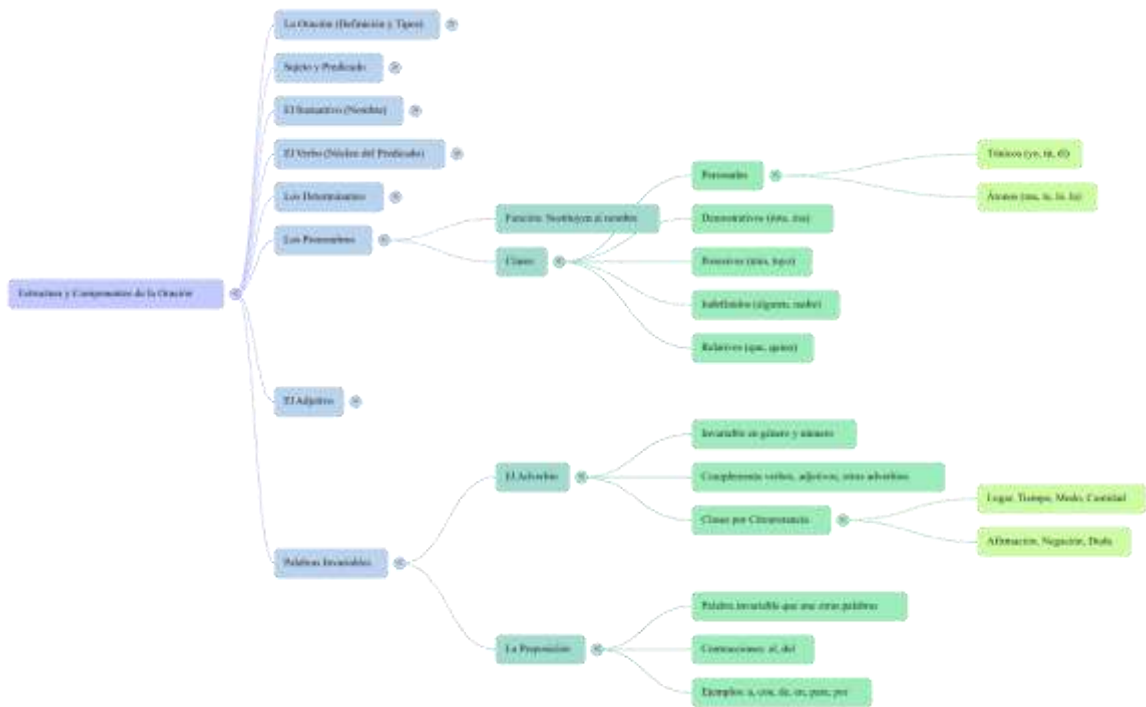 La Oración (Definición y Tipos)
Sujeto y Predicado
El Sustantivo (Nombre)
El Verbo (Núcleo del Predicado)
Los Determinantes
Los Pronombres
Función: Sustituyen al nombre
Clases
Personales
Tónicos (yo, tú, él)
Átonos (me, te, lo, la)
Demostrativos (éste, ésa)
Posesivos (mío, tuyo)
Indefinidos (alguien, nadie)
Relativos (que, quien)
Estructura y Componentes de la Oración
El Adjetivo
Palabras Invariables
El Adverbio
Invariable en género y número
Complementa verbos, adjetivos, otros adverbios
Clases por Circunstancia
Lugar, Tiempo, Modo, Cantidad
Afirmación, Negación, Duda
La Preposición
Palabra invariable que une otras palabras
Contracciones: al, del
Ejemplos: a, con, de, en, para, por